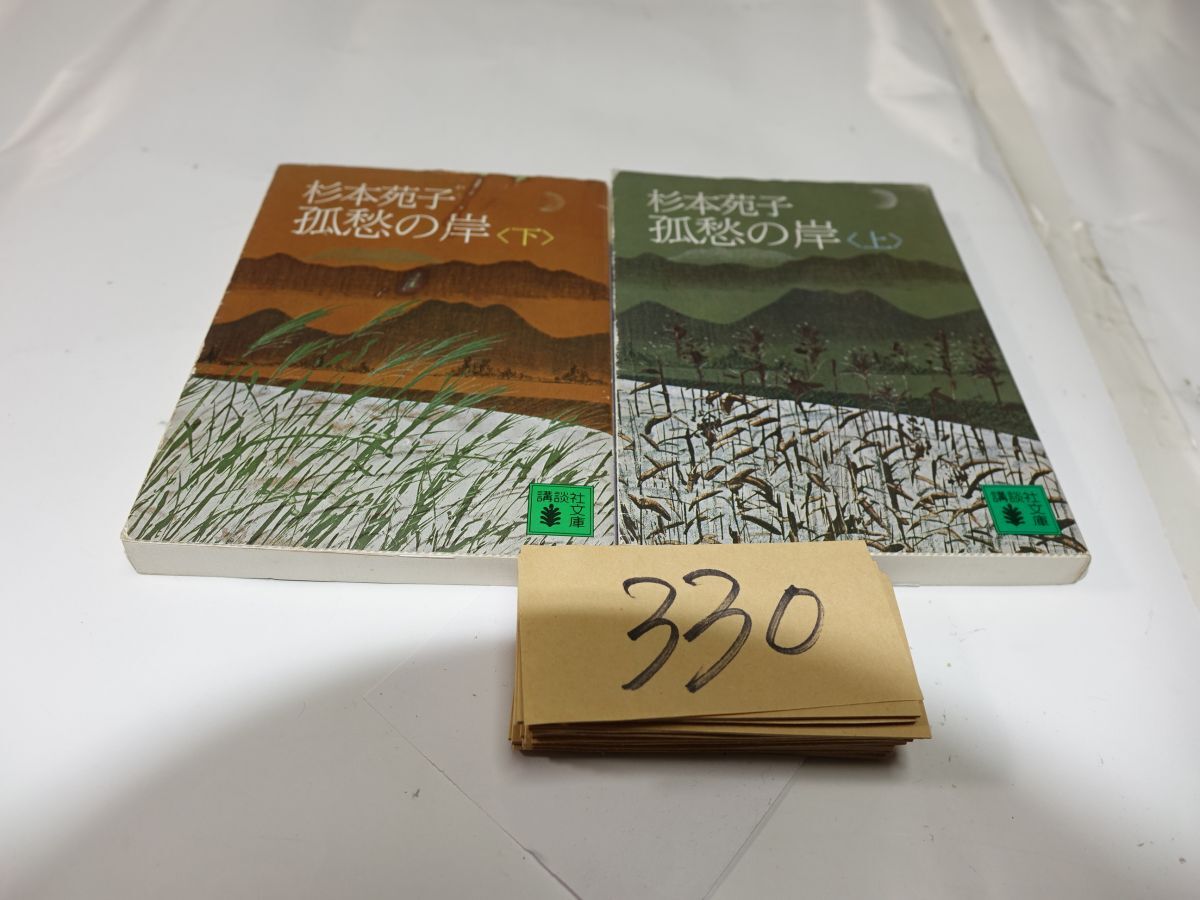 杉本苑子
孤愁の岸〈下〉
講談社
文庫
杉本苑子
孤愁の岸〈上〉
講談社
文庫
330